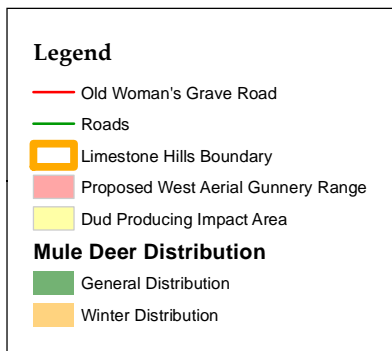 Legend
Old Woman's Grave Road
Roads
Limestone Hills Boundary
Proposed West Aerial Gunnery Range
Dud Producing Impact Area
Mule Deer Distribution
General Distribution
Winter Distribution